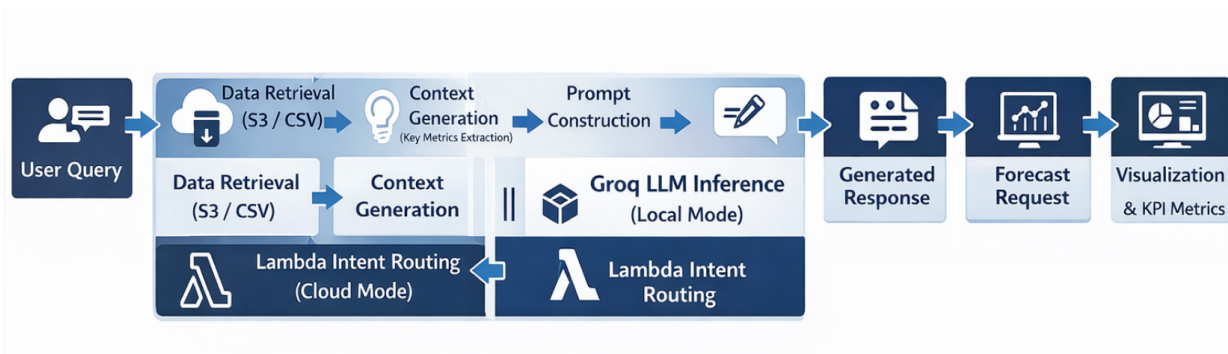 User Query
Data Retrieval
(S3 / CSV)
Context
Generation
(Key Metrics Extraction)
Prompt
Construction
Data Retrieval
(S3 / CSV)
Context
Generation
||
Groq LLM Inference
(Local Mode)
Lambda Intent Routing
(Cloud Mode)
Lambda Intent
Routing
Generated
Response
Forecast
Request
Visualization
& KPI Metrics